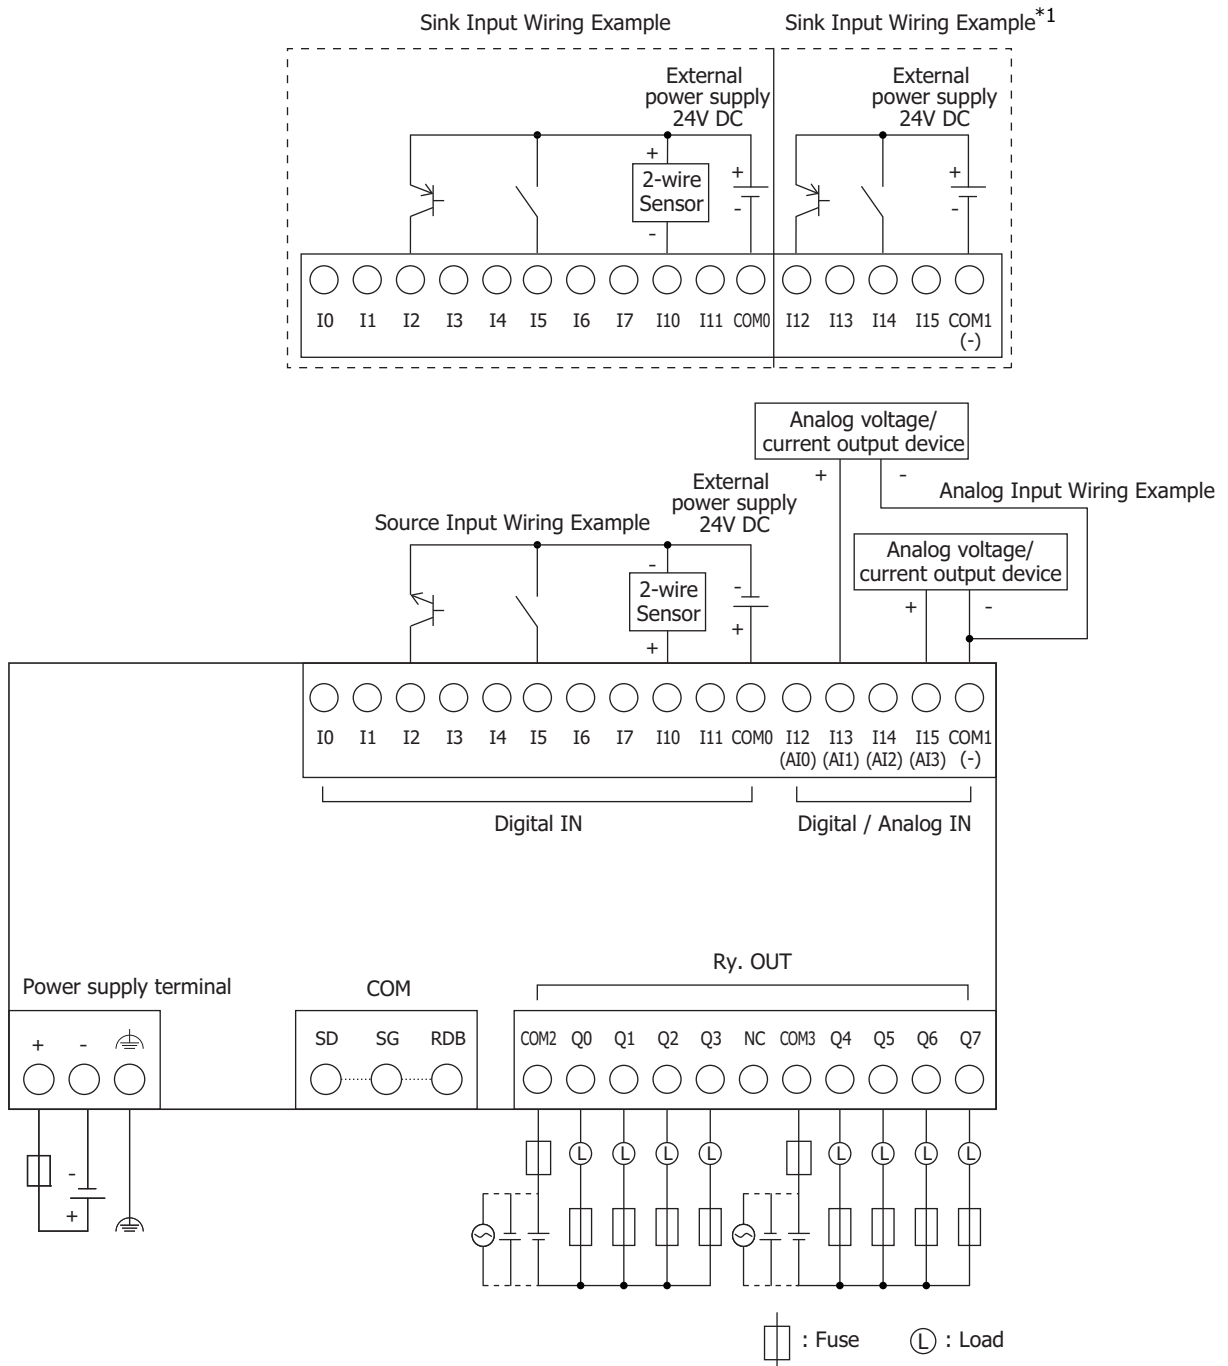 Sink Input Wiring Example
Sink Input Wiring Example*1
External
power supply
24V DC
External
power supply
24V DC
+
2-wire
Sensor
-
+
-
+
-
I0 I1 I2 I3 I4 I5 I6 I7 I10 I11 COM0 I12 I13 I14 I15 COM1
(-)
Analog voltage/
current output device
+ -
Analog Input Wiring Example
External
power supply
24V DC
Source Input Wiring Example
Analog voltage/
current output device
+ -
-
2-wire
Sensor
+
-
+
I0 I1 I2 I3 I4 I5 I6 I7 I10 I11 COM0 I12 I13 I14 I15 COM1
(AI0) (AI1) (AI2) (AI3) (-)
Digital IN
Digital / Analog IN
Ry. OUT
Power supply terminal
COM
+ -
SD SG RDB
COM2 Q0 Q1 Q2 Q3 NC COM3 Q4 Q5 Q6 Q7
L L L L L L L L
-
+
: Fuse
L : Load